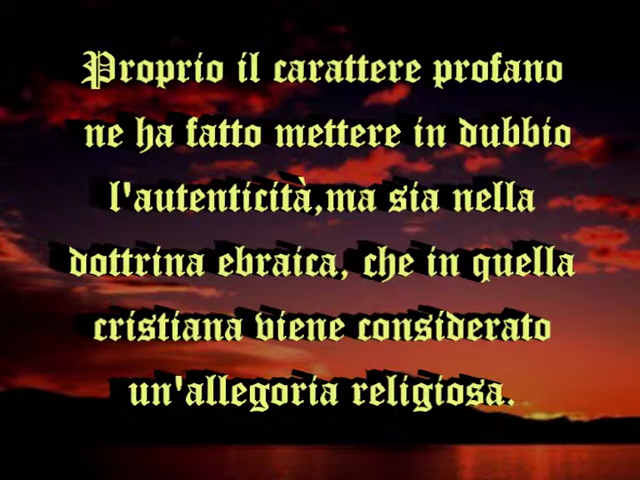 Proprio il carattere profano
ne ha fatto mettere in dubbio
l'autenticità,ma sia nella
dottrina ebraica, che in quella
cristiana viene considerato
un'allegoria religiosa.